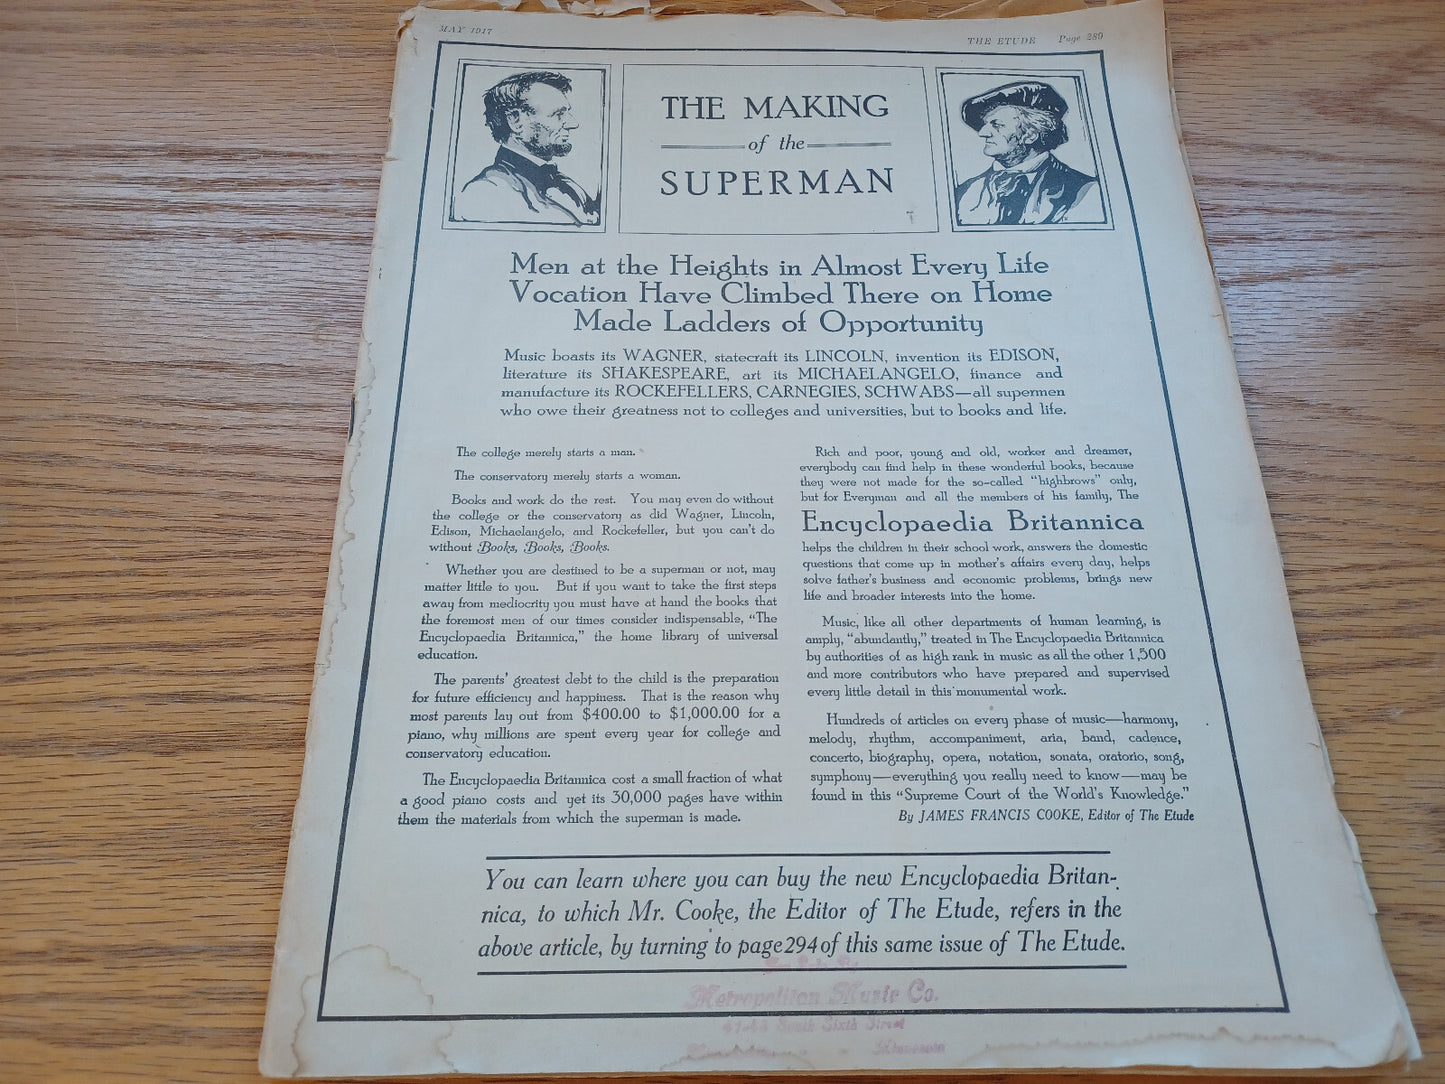 MAY 1917
THE ETUDE Page 289
THE MAKING
of the
SUPERMAN
Men at the Heights in Almost Every Life
Vocation Have Climbed There on Home
Made Ladders of Opportunity
Music boasts its WAGNER, statecraft its LINCOLN, invention its EDISON,
literature its SHAKESPEARE, art its MICHAELANGELO, finance and
manufacture its ROCKEFELLERS, CARNEGIES, SCHWABS—all supermen
who owe their greatness not to colleges and universities, but to books and life.
The college merely starts a man.
The conservatory merely starts a woman.
Books and work do the rest. You may even do without
the college or the conservatory as did Wagner, Lincoln,
Edison, Michaelangelo, and Rockefeller, but you can't do
without Books, Books, Books.
Whether you are destined to be a superman or not, may
matter little to you. But if you want to take the first steps
away from mediocrity you must have at hand the books that
the foremost men of our times consider indispensable, "The
Encyclopaedia Britannica," the home library of universal
education.
The parents' greatest debt to the child is the preparation
for future efficiency and happiness. That is the reason why
most parents lay out from $400.00 to $1,000.00 for a
piano, why millions are spent every year for college and
conservatory education.
The Encyclopaedia Britannica cost a small fraction of what
a good piano costs and yet its 30,000 pages have within
them the materials from which the superman is made.
Rich and poor, young and old, worker and dreamer,
everybody can find help in these wonderful books, because
they were not made for the so-called "highbrows" only,
but for Everyman and all the members of his family, The
Encyclopaedia Britannica
helps the children in their school work, answers the domestic
questions that come up in mother's affairs every day, helps
solve father's business and economic problems, brings new
life and broader interests into the home.
Music, like all other departments of human learning, is
amply, "abundantly," treated in The Encyclopaedia Britannica
by authorities of as high rank in music as all the other 1,500
and more contributors who have prepared and supervised
every little detail in this monumental work.
Hundreds of articles on every phase of music—harmony,
melody, rhythm, accompaniment, aria, band, cadence,
concerto, biography, opera, notation, sonata, oratorio, song,
symphony—everything you really need to know—may be
found in this "Supreme Court of the World's Knowledge."
By JAMES FRANCIS COOKE, Editor of The Etude
You can learn where you can buy the new Encyclopaedia Britan-
nica, to which Mr. Cooke, the Editor of The Etude, refers in the
above article, by turning to page 294 of this same issue of The Etude.
Metropolitan Music Co.
South Sixth Street
Minnesota